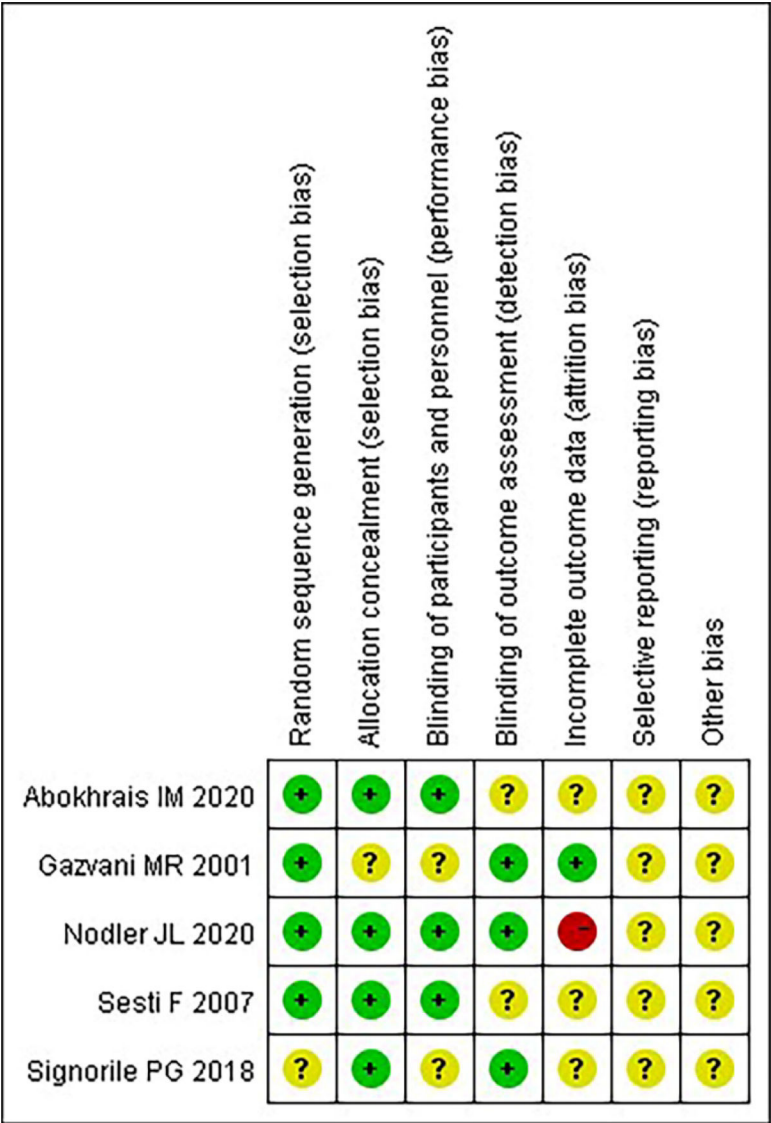 Random sequence generation (selection bias)
Allocation concealment (selection bias)
Blinding of participants and personnel (performance bias)
Blinding of outcome assessment (detection bias)
Incomplete outcome data (attrition bias)
Selective reporting (reporting bias)
Other bias
Abokhrais IM 2020 + + + ? ? ? ?
Gazvani MR 2001 + ? ? + + ? ?
Nodler JL 2020 + + + + - ? ?
Sesti F 2007 + + + ? ? ? ?
Signorile PG 2018 ? + ? + ? ? ?